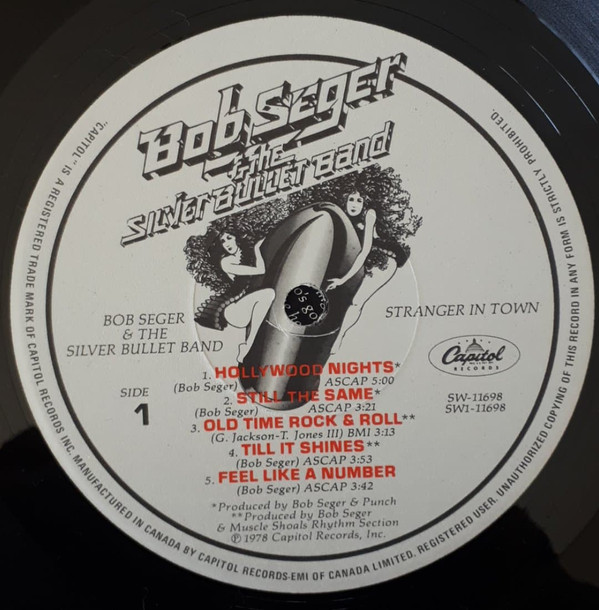 Bob Seger
& the
Silver Bullet Band
BOB SEGER
& THE
SILVER BULLET BAND
STRANGER IN TOWN
Capitol
RECORDS
SIDE
1
SW-11698
SW1-11698
1. HOLLYWOOD NIGHTS*
(Bob Seger) ASCAP 5:00
2. STILL THE SAME*
(Bob Seger) ASCAP 3:21
3. OLD TIME ROCK & ROLL**
(G. Jackson-T. Jones III) BMI 3:13
4. TILL IT SHINES**
(Bob Seger) ASCAP 3:53
5. FEEL LIKE A NUMBER
(Bob Seger) ASCAP 3:42
*Produced by Bob Seger & Punch
**Produced by Bob Seger
& Muscle Shoals Rhythm Section
℗ 1978 Capitol Records, Inc.
"CAPITOL" IS A REGISTERED TRADE MARK OF CAPITOL RECORDS INC. MANUFACTURED IN CANADA BY CAPITOL RECORDS-EMI OF CANADA LIMITED. REGISTERED USER. UNAUTHORIZED COPYING OF THIS RECORD IN ANY FORM IS STRICTLY PROHIBITED.